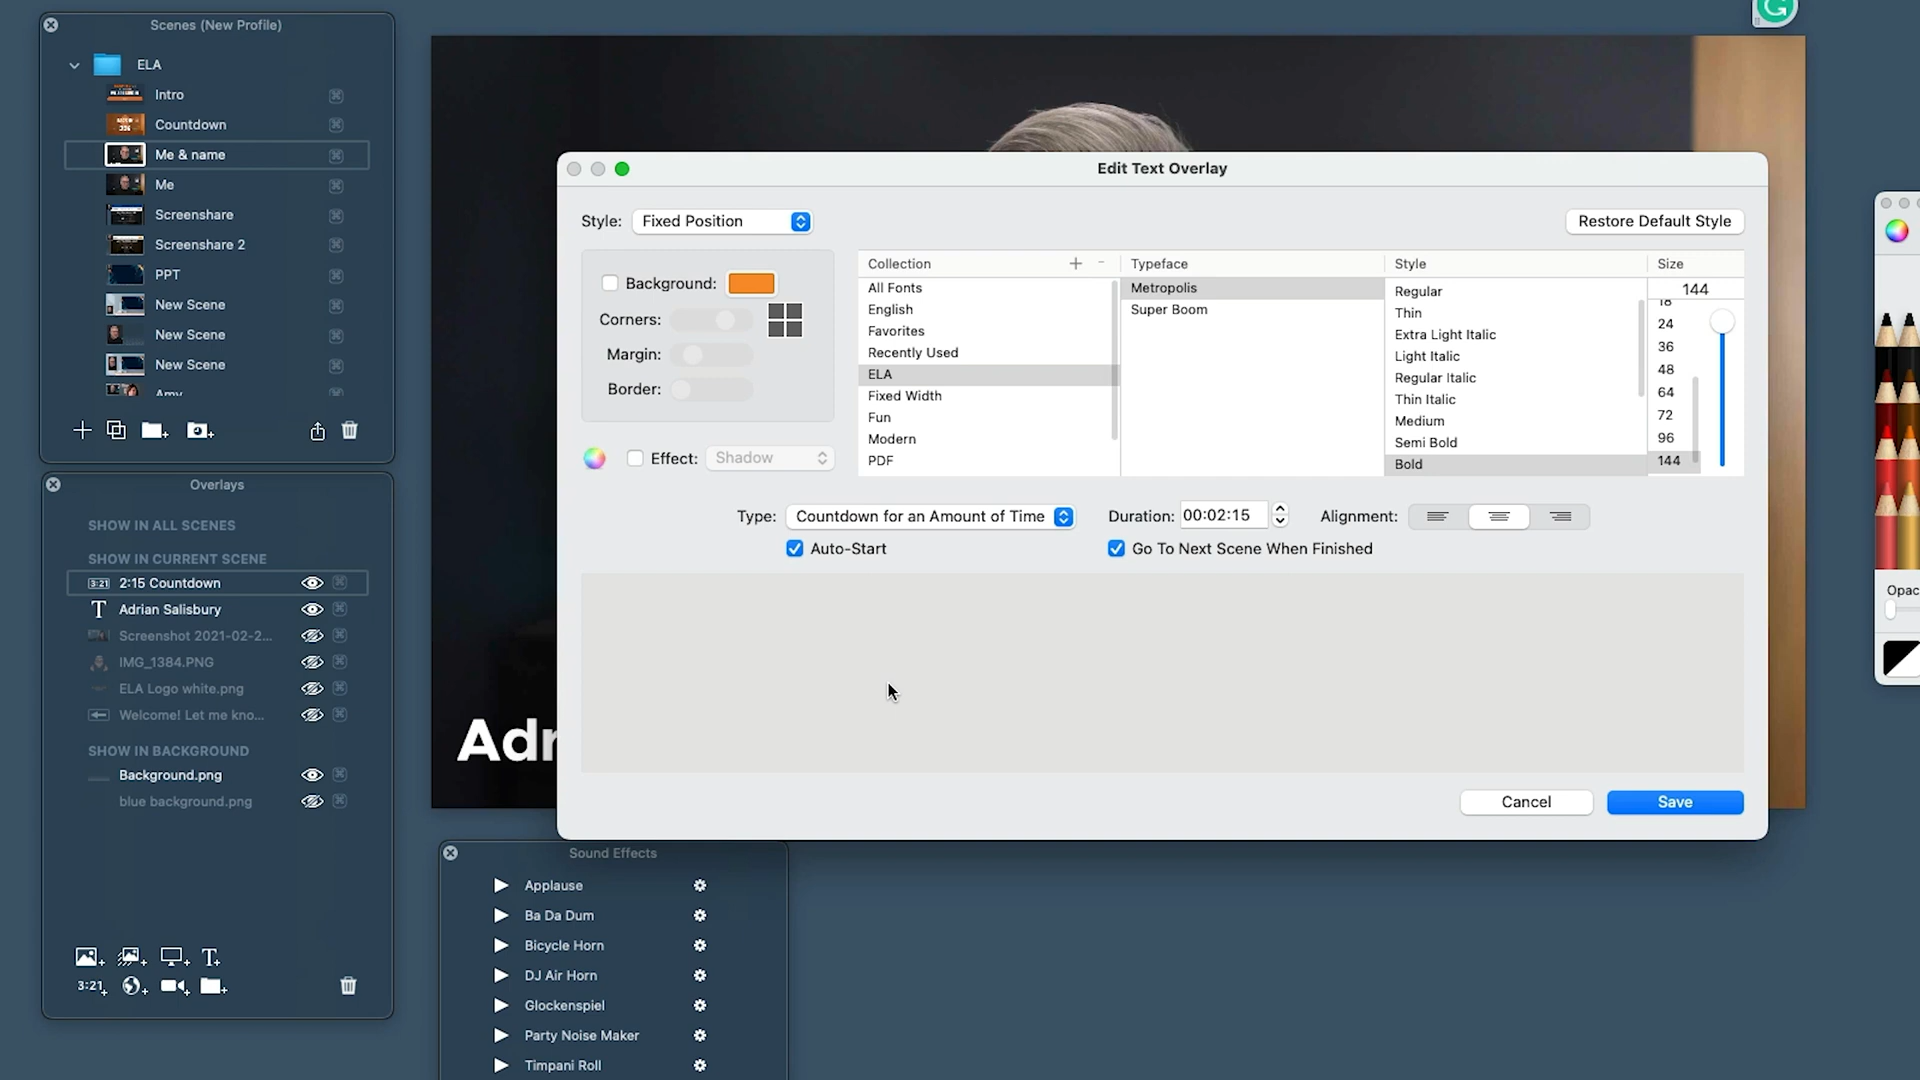 Scenes (New Profile)
ELA
Intro
Countdown
Me & name
Me
Screenshare
Screenshare 2
PPT
New Scene
New Scene
New Scene
Amy
Overlays
SHOW IN ALL SCENES
SHOW IN CURRENT SCENE
3:21 2:15 Countdown
T Adrian Salisbury
Screenshot 2021-02-2...
IMG_1384.PNG
ELA Logo white.png
Welcome! Let me kno...
SHOW IN BACKGROUND
Background.png
blue background.png
3:21
Adr
Edit Text Overlay
Style: Fixed Position
Restore Default Style
Background:
Corners:
Margin:
Border:
Effect: Shadow
Collection + -
All Fonts
English
Favorites
Recently Used
ELA
Fixed Width
Fun
Modern
PDF
Typeface
Metropolis
Super Boom
Style
Regular
Thin
Extra Light Italic
Light Italic
Regular Italic
Thin Italic
Medium
Semi Bold
Bold
Size
144
18
24
36
48
64
72
96
144
Type: Countdown for an Amount of Time
Duration: 00:02:15
Alignment:
Auto-Start
Go To Next Scene When Finished
Cancel
Save
Sound Effects
Applause
Ba Da Dum
Bicycle Horn
DJ Air Horn
Glockenspiel
Party Noise Maker
Timpani Roll
Opac